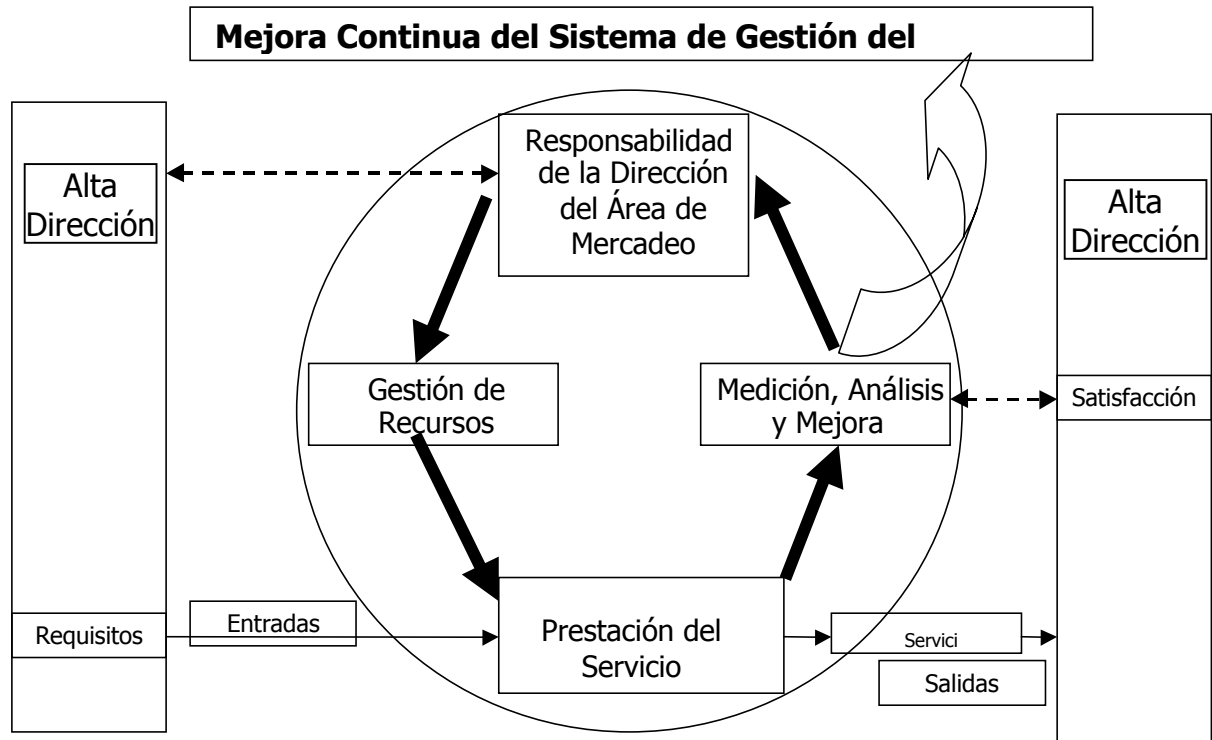 Mejora Continua del Sistema de Gestión del
Alta
Dirección
Responsabilidad
de la Dirección
del Área de
Mercadeo
Alta
Dirección
Gestión de
Recursos
Medición, Análisis
y Mejora
Satisfacción
Requisitos
Entradas
Prestación del
Servicio
Servici
Salidas